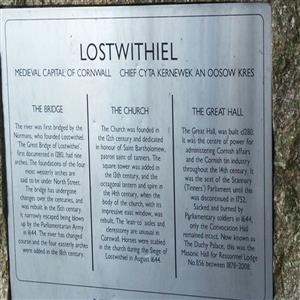 LOSTWITHIEL
MEDIEVAL CAPITAL OF CORNWALL CHIEF CYTA KERNEWEK AN OOSOW KRES
THE BRIDGE
The river was first bridged by the
Normans, who founded Lostwithiel.
The Great Bridge of Lostwithiel,
first documented in 1280, had nine
arches. The foundations of the four
most westerly arches are
said to be under North Street.
The bridge has undergone
changes over the centuries, and
was rebuilt in the 15th century.
It narrowly escaped being blown
up by the Parliamentary Army
in 1644. The river has changed
course and the four easterly arches
were added in the 18th century.
THE CHURCH
The Church was founded in
the 12th century and dedicated
in honour of Saint Bartholomew,
patron saint of tanners. The
square tower was added in
the 13th century, and the
octagonal lantern and spire in
the 14th century, when the
body of the church, with its
impressive east window, was
rebuilt. The 'lean-to' aisles and
clerestory are unusual in
Cornwall. Horses were stabled
in the church during the Siege of
Lostwithiel in August 1644.
THE GREAT HALL
The Great Hall, was built c1280.
It was the centre of power for
administering Cornish affairs
and the Cornish tin industry
throughout the 14th century. It
was the seat of the Stannary
(Tinners') Parliament until this
was discontinued in 1752.
Sacked and burned by
Parliamentary soldiers in 1644,
only the Convocation Hall
remained intact. Now known as
The Duchy Palace, this was the
Masonic Hall for Restormel Lodge
No.856 between 1878-2008.